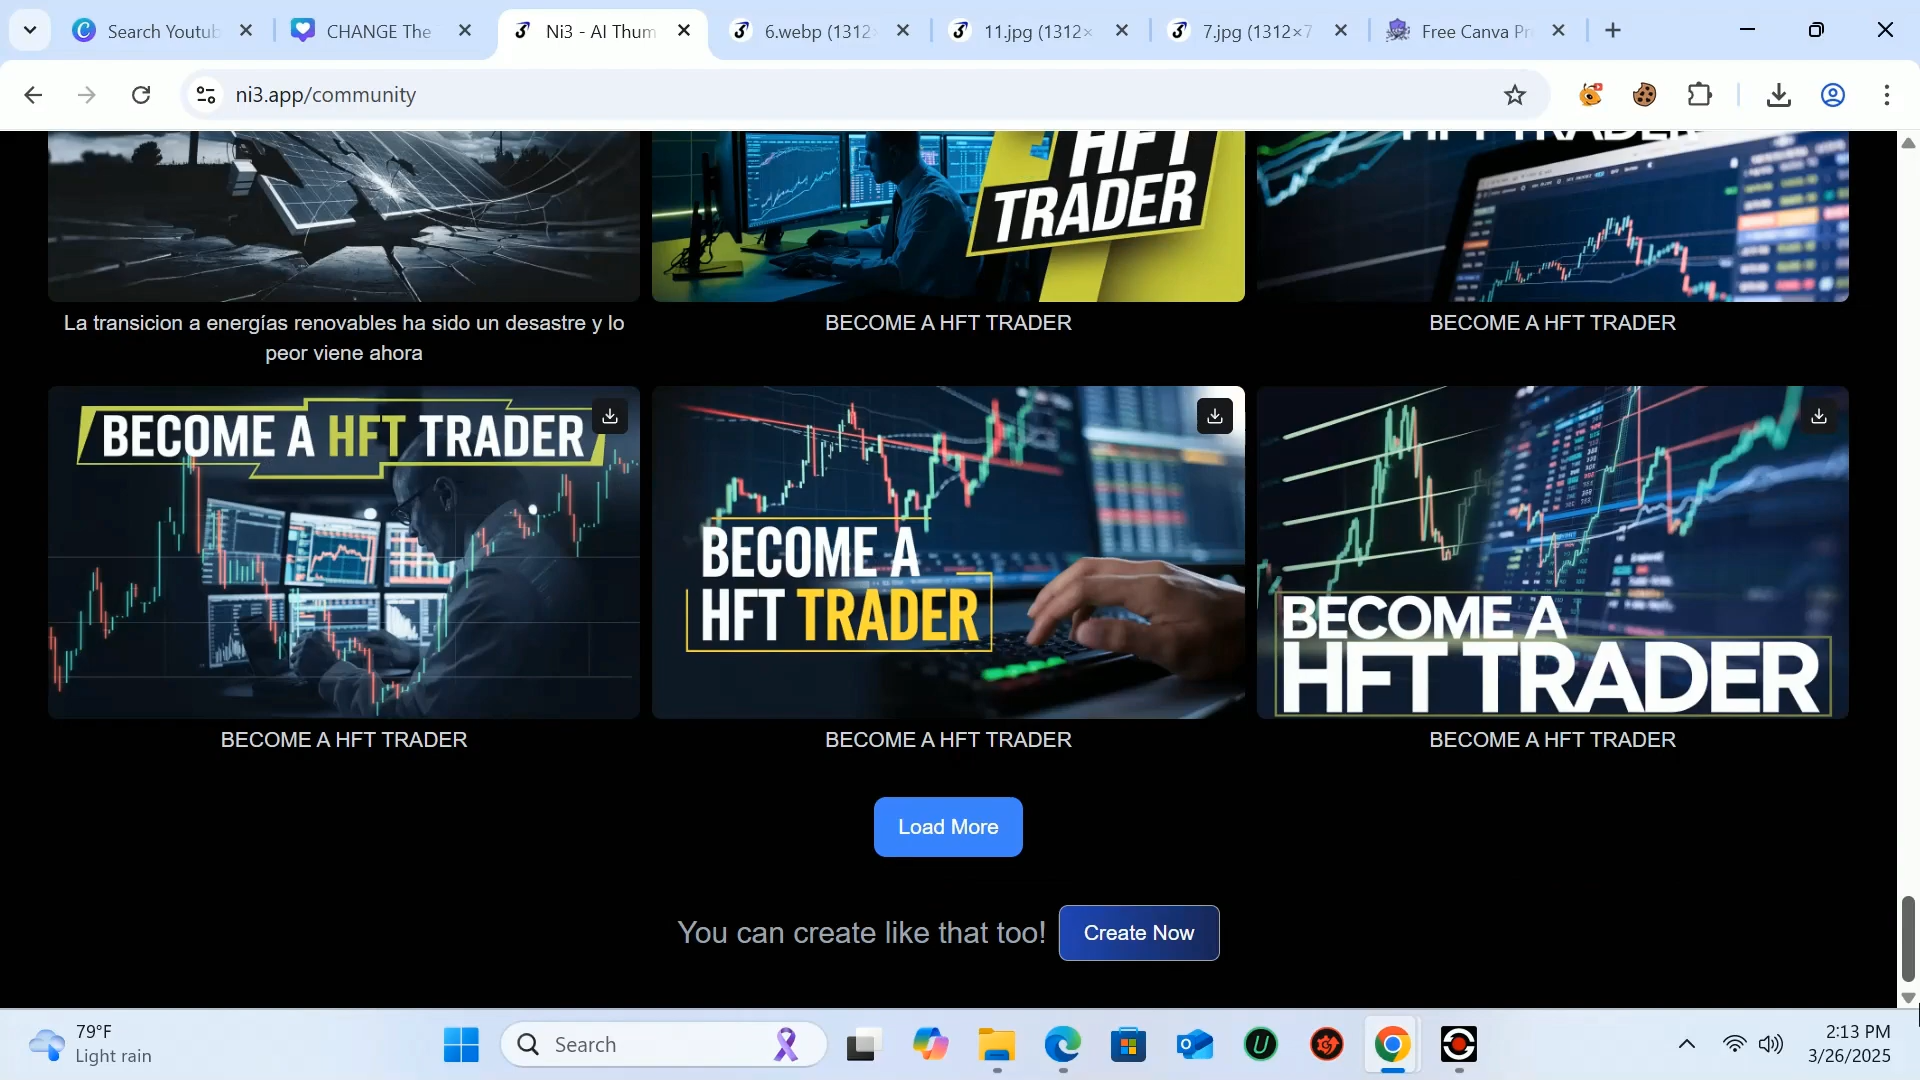 Search Youtub
CHANGE The
Ni3 - AI Thum
6.webp (1312×
11.jpg (1312×
7.jpg (1312×7
Free Canva Pr
ni3.app/community
HFT
TRADER
HFT TRADER
La transicion a energías renovables ha sido un desastre y lo
peor viene ahora
BECOME A HFT TRADER
BECOME A HFT TRADER
BECOME A HFT TRADER
BECOME A
HFT TRADER
BECOME A
HFT TRADER
BECOME A HFT TRADER
BECOME A HFT TRADER
BECOME A HFT TRADER
Load More
You can create like that too!
Create Now
79°F
Light rain
Search
2:13 PM
3/26/2025